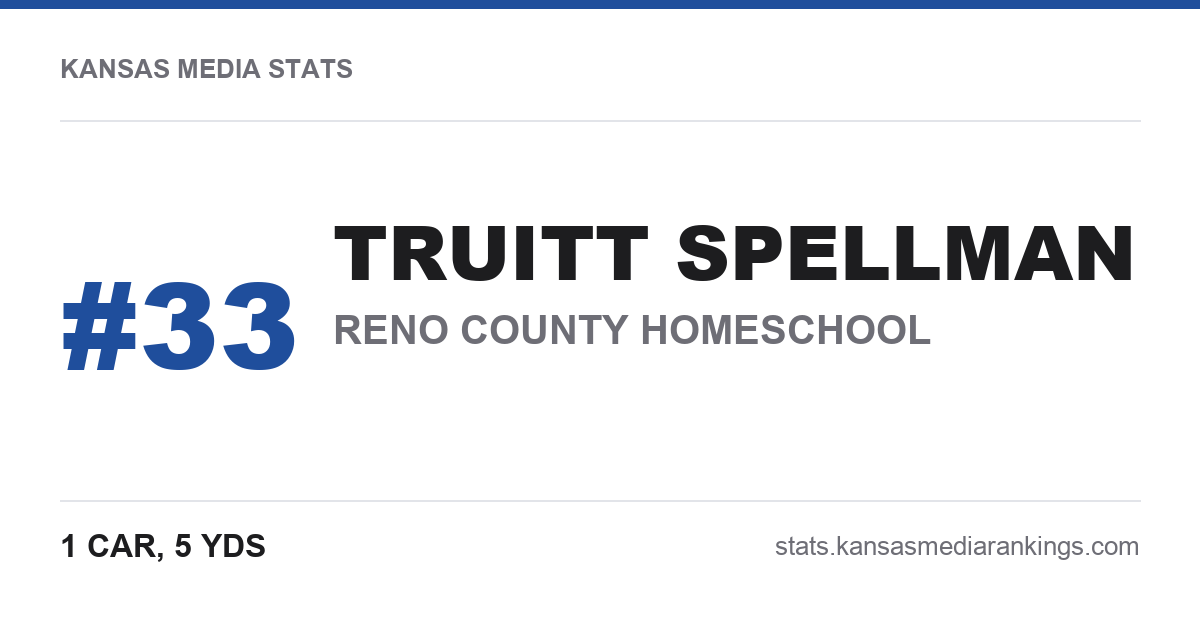 KANSAS MEDIA STATS
#33
TRUITT SPELLMAN
RENO COUNTY HOMESCHOOL
1 CAR, 5 YDS
stats.kansasmediarankings.com